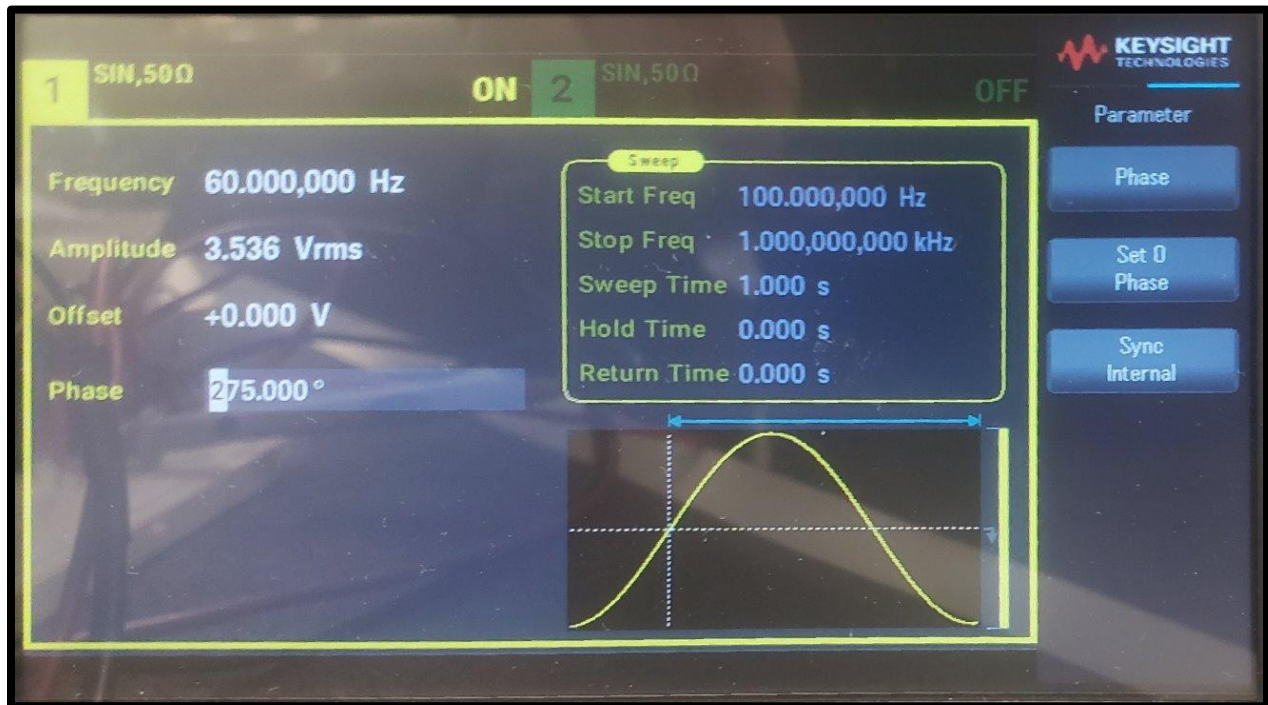 KEYSIGHT
TECHNOLOGIES
1 SIN,50Ω ON 2 SIN,50Ω OFF
Parameter
Frequency 60.000,000 Hz
Amplitude 3.536 Vrms
Offset +0.000 V
Phase 275.000°
Sweep
Start Freq 100.000,000 Hz
Stop Freq 1.000,000,000 kHz
Sweep Time 1.000 s
Hold Time 0.000 s
Return Time 0.000 s
Phase
Set 0
Phase
Sync
Internal